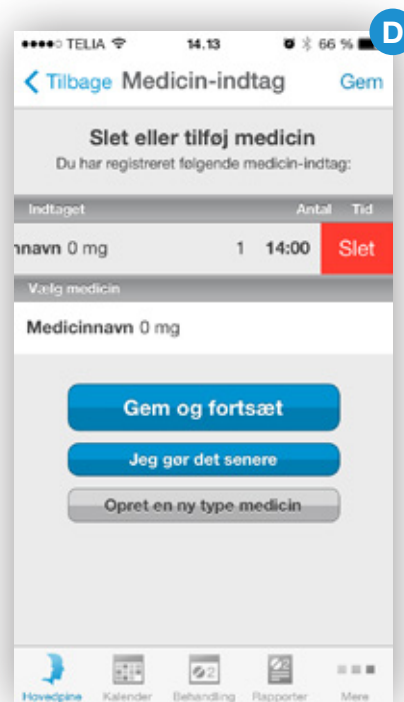 D
TELIA 14.13 66 %
Tilbage Medicin-indtag Gem
Slet eller tilføj medicin
Du har registreret følgende medicin-indtag:
Indtaget Antal Tid
nnavn 0 mg 1 14:00 Slet
Vælg medicin
Medicinnavn 0 mg
Gem og fortsæt
Jeg gør det senere
Opret en ny type medicin
Hovedpine Kalender Behandling Rapporter Mere